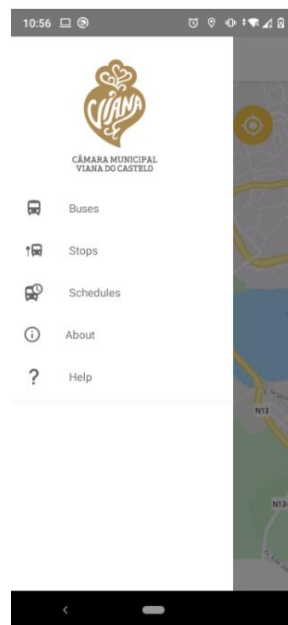 10:56
VIANA
CÂMARA MUNICIPAL
VIANA DO CASTELO
Buses
Stops
Schedules
About
? Help
N13
N13